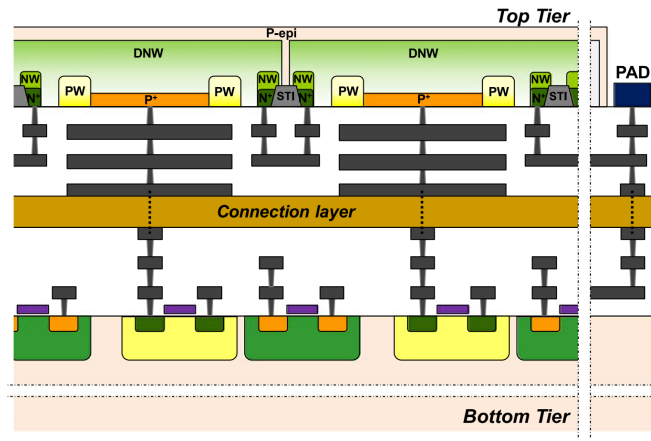 Top Tier
P-epi
DNW
DNW
NW
NW
NW
NW
PAD
PW
PW
PW
PW
N⁺
P⁺
N⁺
STI
N⁺
P⁺
N⁺
STI
Connection layer
Bottom Tier